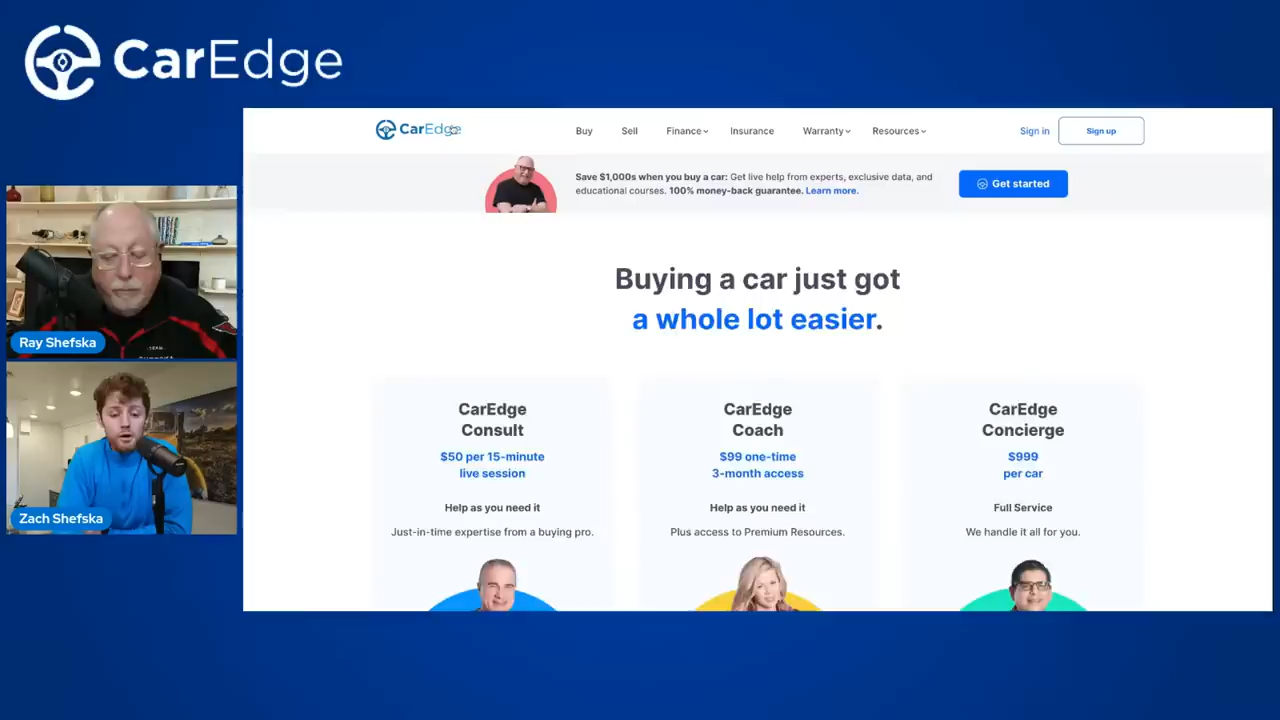 CarEdge
CarEdge
Buy
Sell
Finance
Insurance
Warranty
Resources
Sign in
Sign up
Save $1,000s when you buy a car: Get live help from experts, exclusive data, and
educational courses. 100% money-back guarantee. Learn more.
Get started
Buying a car just got
a whole lot easier.
CarEdge
Consult
$50 per 15-minute
live session
Help as you need it
Just-in-time expertise from a buying pro.
CarEdge
Coach
$99 one-time
3-month access
Help as you need it
Plus access to Premium Resources.
CarEdge
Concierge
$999
per car
Full Service
We handle it all for you.
Ray Shefska
Zach Shefska